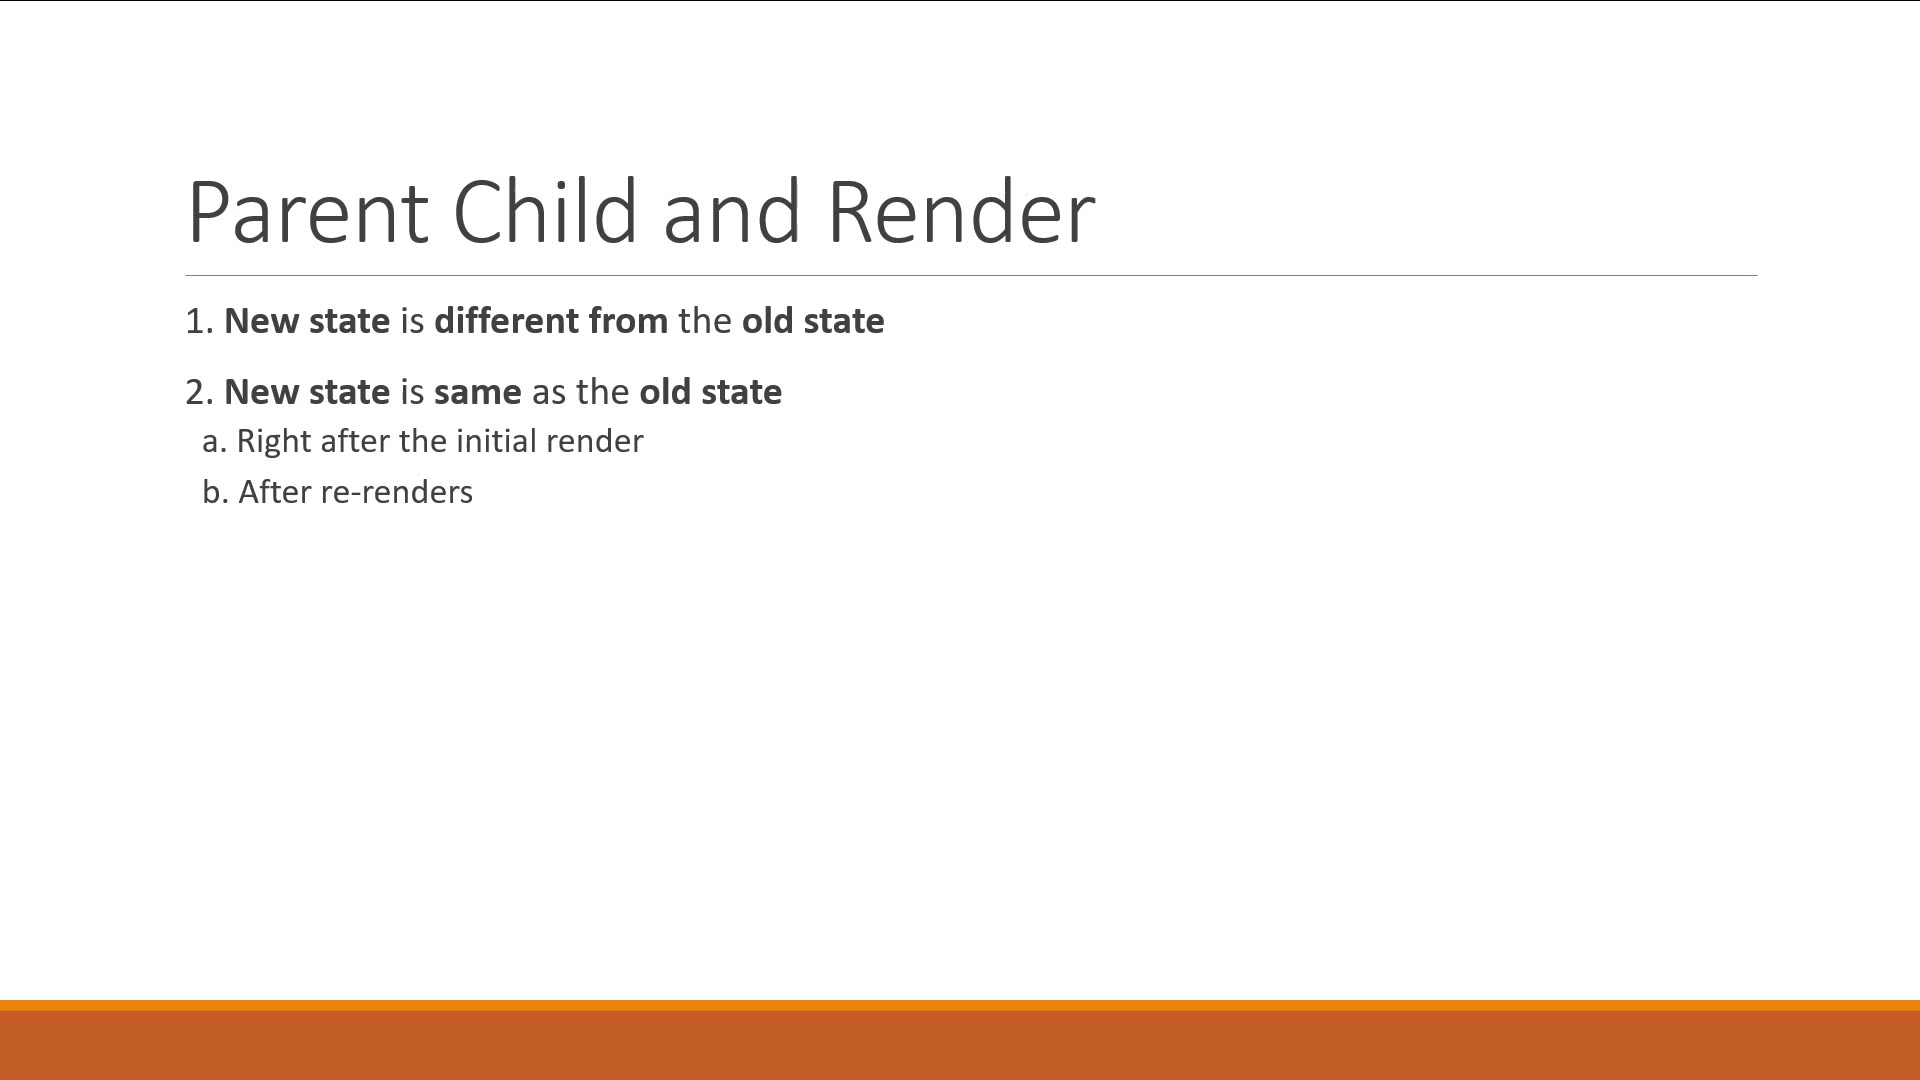 Parent Child and Render
1. New state is different from the old state
2. New state is same as the old state
a. Right after the initial render
b. After re-renders